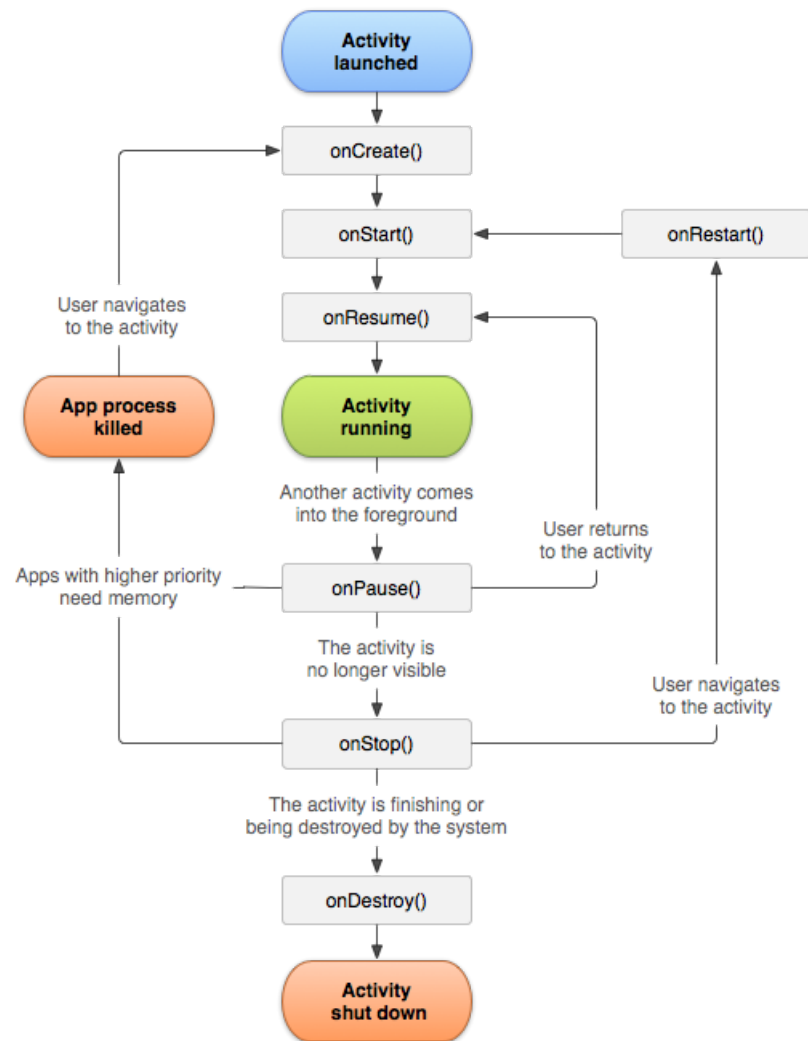 Activity
launched
onCreate()
onStart()
onRestart()
onResume()
User navigates
to the activity
App process
killed
Activity
running
Another activity comes
into the foreground
User returns
to the activity
Apps with higher priority
need memory
onPause()
The activity is
no longer visible
User navigates
to the activity
onStop()
The activity is finishing or
being destroyed by the system
onDestroy()
Activity
shut down